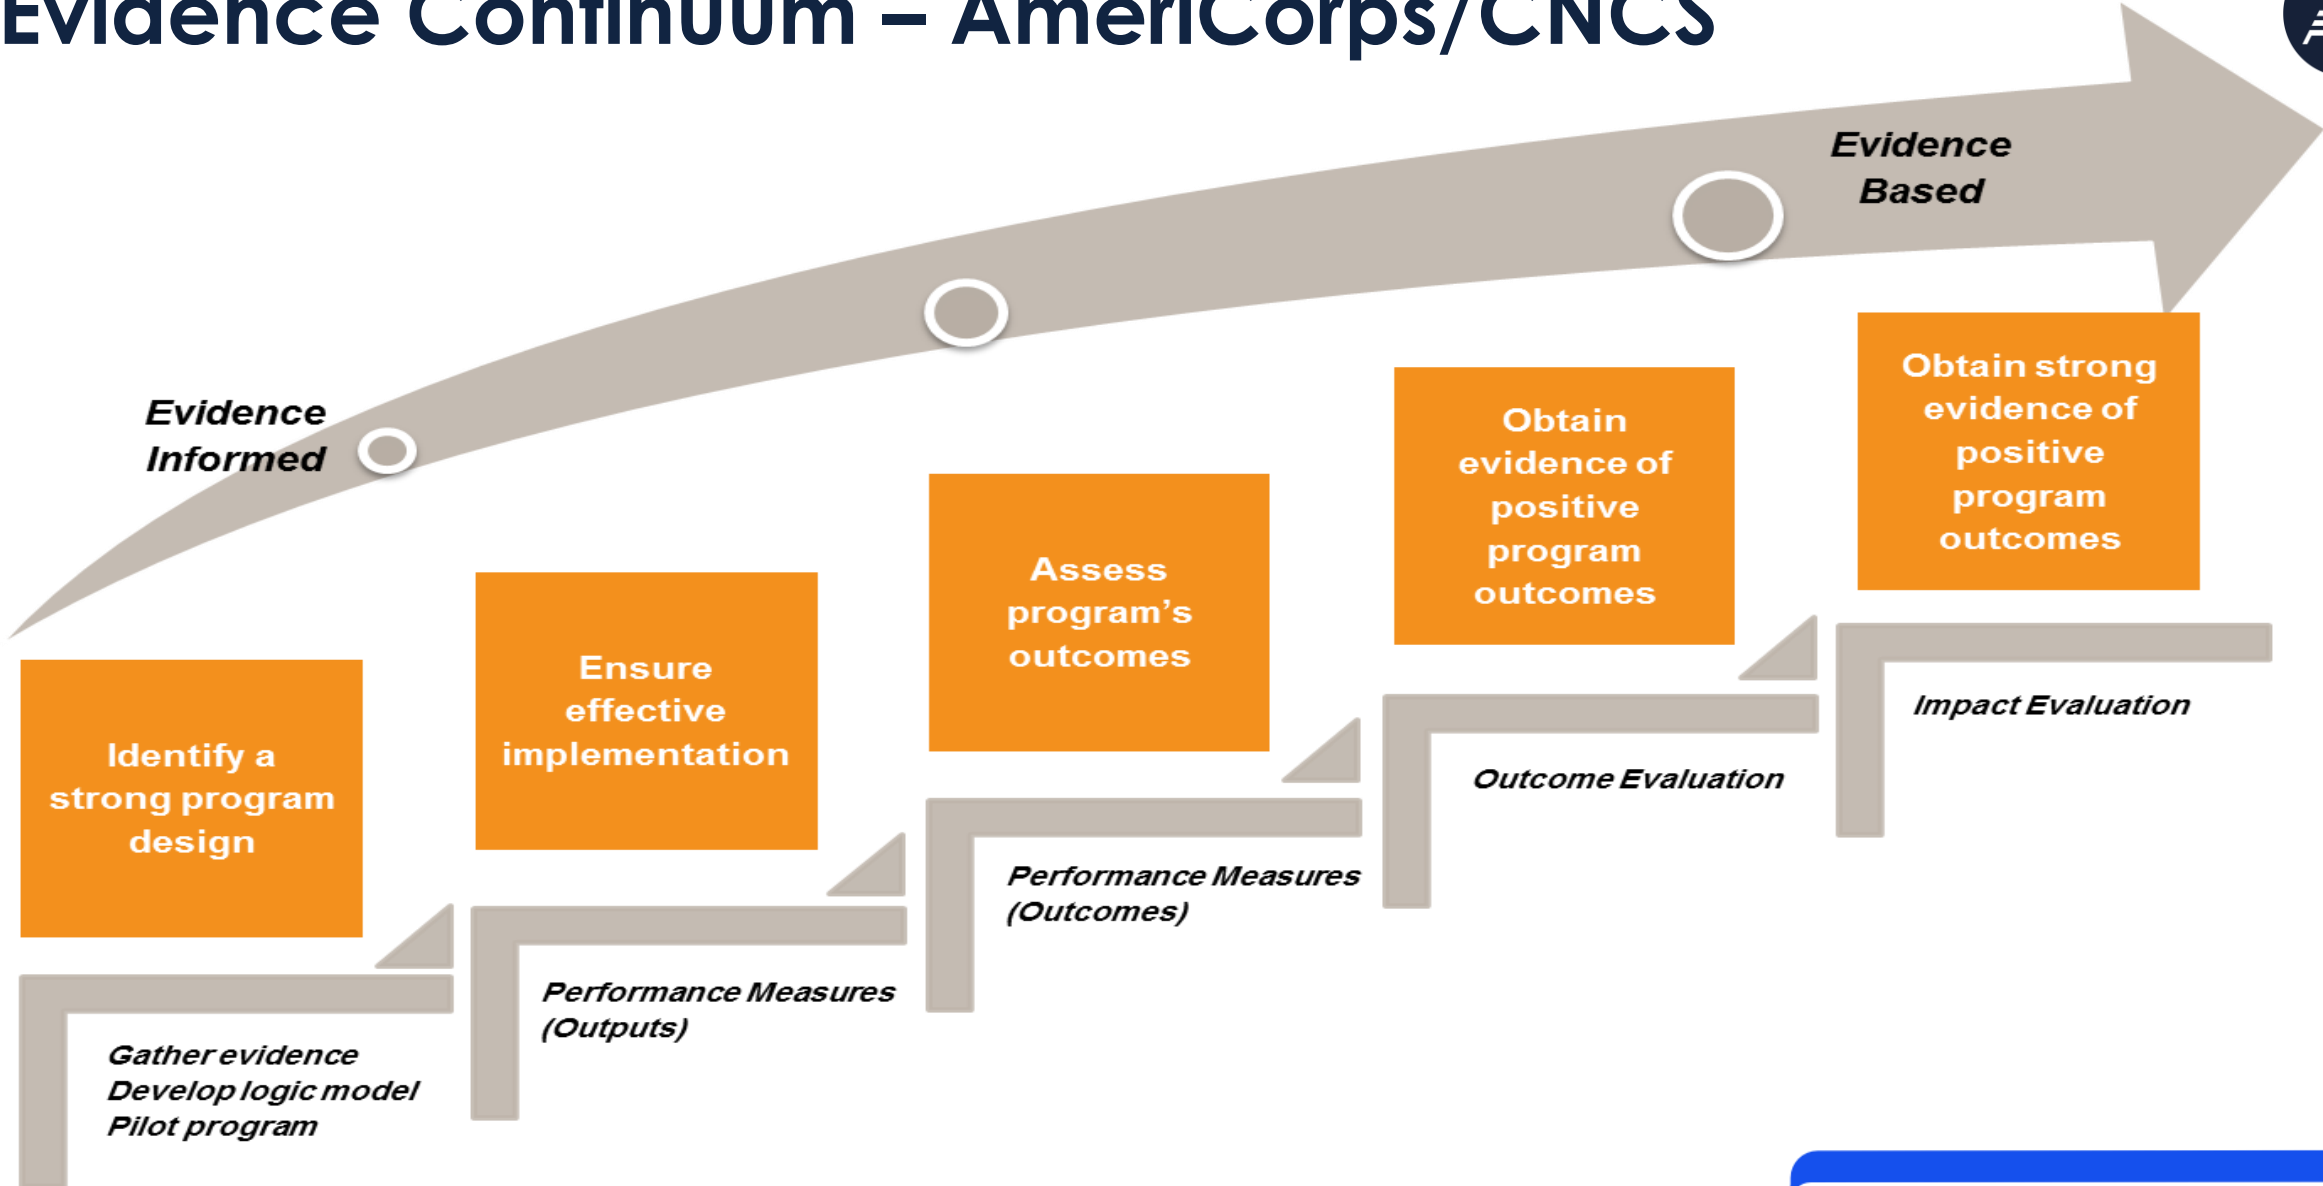 Evidence Continuum – AmeriCorps/CNCS
Evidence
Based
Evidence
Informed
Obtain strong
evidence of
positive
program
outcomes
Obtain
evidence of
positive
program
outcomes
Assess
program’s
outcomes
Ensure
effective
implementation
Identify a
strong program
design
Impact Evaluation
Outcome Evaluation
Performance Measures
(Outcomes)
Performance Measures
(Outputs)
Gather evidence
Develop logic model
Pilot program